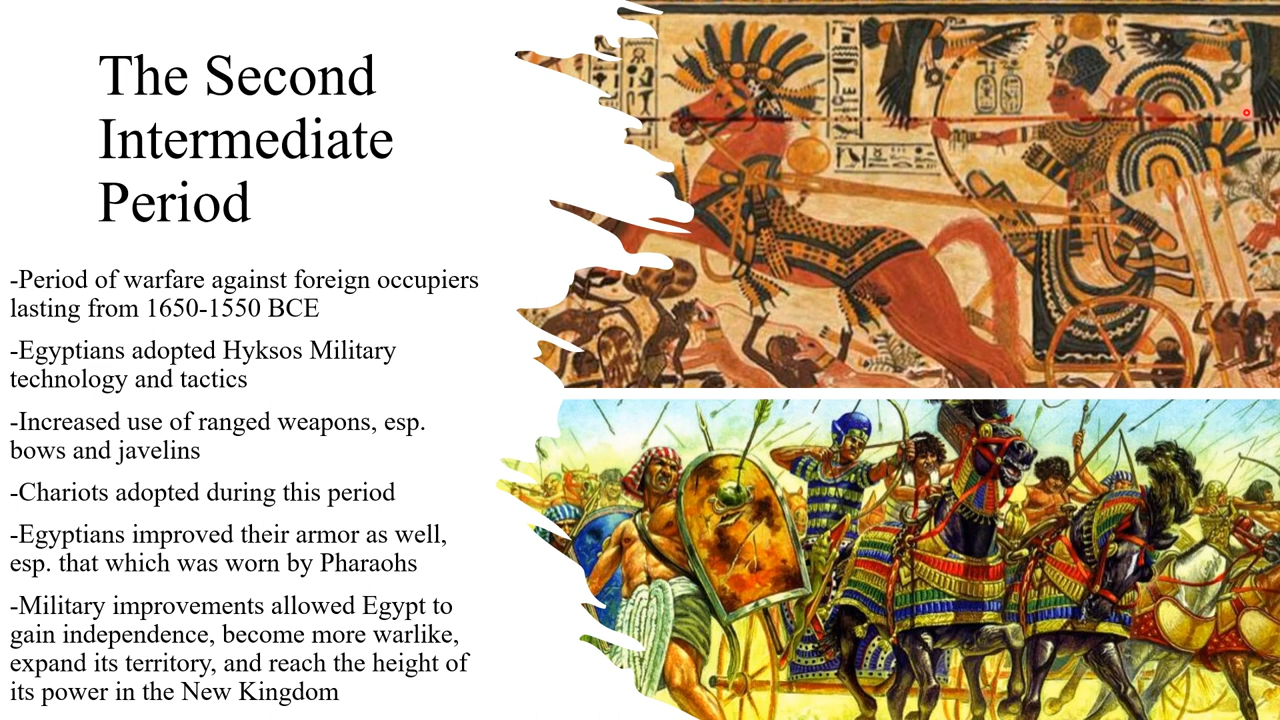 The Second
Intermediate
Period
-Period of warfare against foreign occupiers
lasting from 1650-1550 BCE
-Egyptians adopted Hyksos Military
technology and tactics
-Increased use of ranged weapons, esp.
bows and javelins
-Chariots adopted during this period
-Egyptians improved their armor as well,
esp. that which was worn by Pharaohs
-Military improvements allowed Egypt to
gain independence, become more warlike,
expand its territory, and reach the height of
its power in the New Kingdom